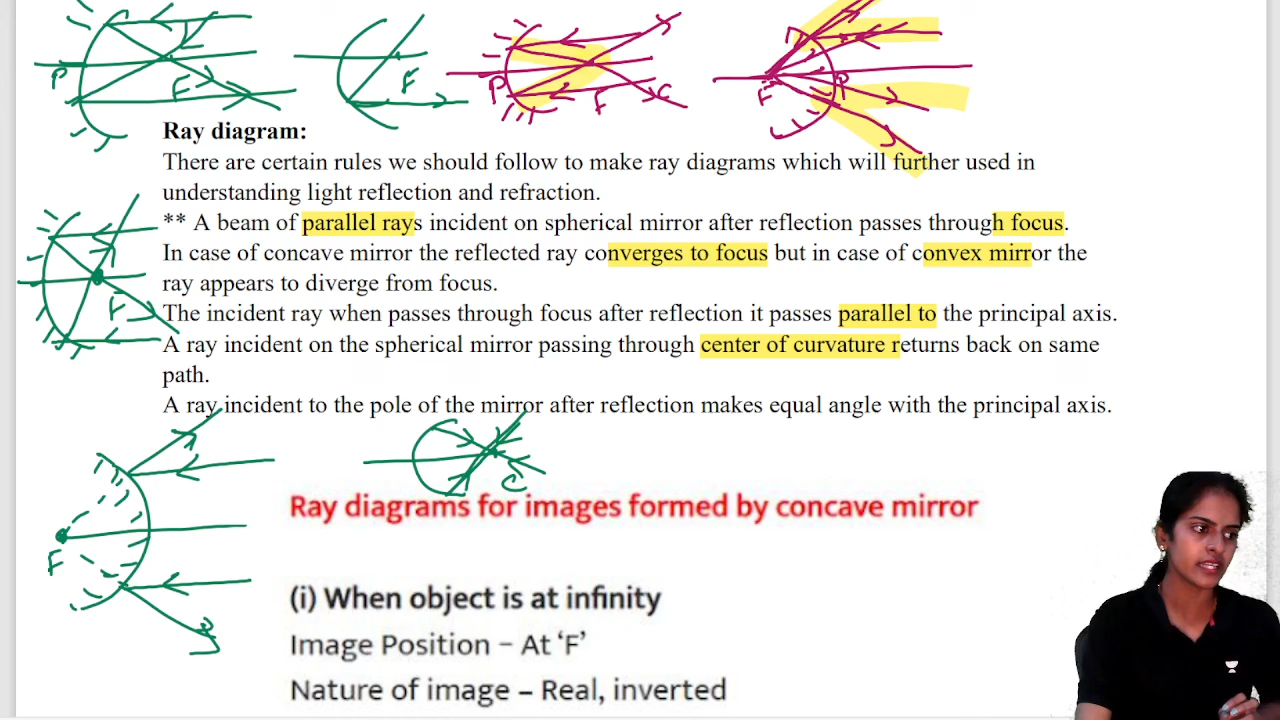 P F F P F C F P
Ray diagram:
There are certain rules we should follow to make ray diagrams which will further used in
understanding light reflection and refraction.
** A beam of parallel rays incident on spherical mirror after reflection passes through focus.
In case of concave mirror the reflected ray converges to focus but in case of convex mirror the
ray appears to diverge from focus.
F
The incident ray when passes through focus after reflection it passes parallel to the principal axis.
A ray incident on the spherical mirror passing through center of curvature returns back on same
path.
A ray incident to the pole of the mirror after reflection makes equal angle with the principal axis.
C
Ray diagrams for images formed by concave mirror
F
(i) When object is at infinity
Image Position – At ‘F’
Nature of image – Real, inverted